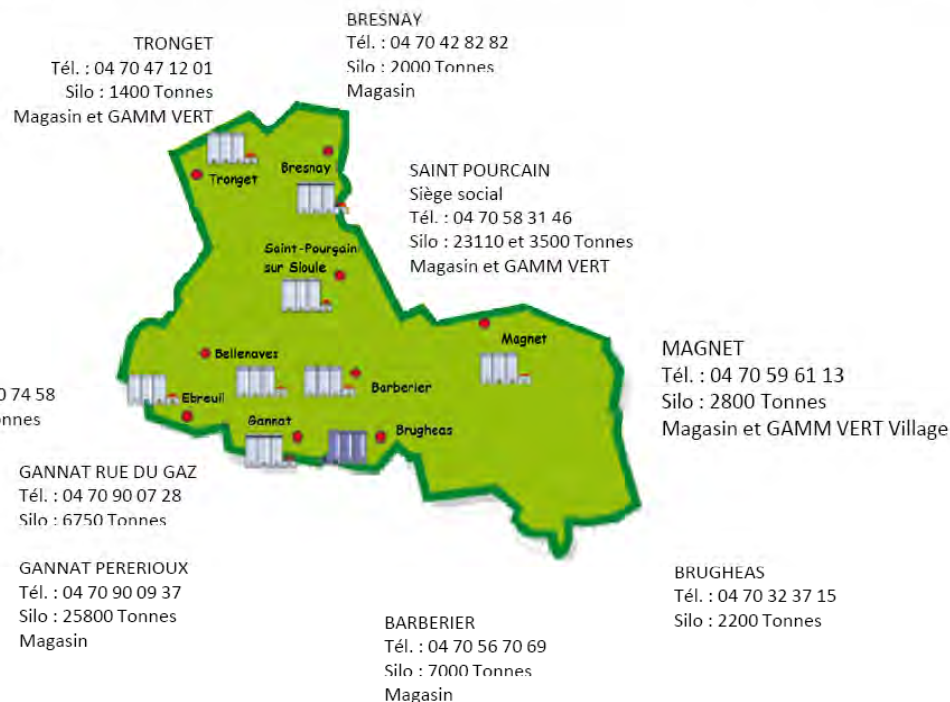 TRONGET
Tél. : 04 70 47 12 01
Silo : 1400 Tonnes
Magasin et GAMM VERT
BRESNAY
Tél. : 04 70 42 82 82
Silo : 2000 Tonnes
Magasin
SAINT POURCAIN
Siège social
Tél. : 04 70 58 31 46
Silo : 23110 et 3500 Tonnes
Magasin et GAMM VERT
Tronget
Bresnay
Saint-Pourçain
sur Sioule
Magnet
Bellenaves
Barberier
Ebreuil
Gannat
Brugheas
MAGNET
Tél. : 04 70 59 61 13
Silo : 2800 Tonnes
Magasin et GAMM VERT Village
74 58
GANNAT RUE DU GAZ
Tél. : 04 70 90 07 28
Silo : 6750 Tonnes
GANNAT PERERIOUX
Tél. : 04 70 90 09 37
Silo : 25800 Tonnes
Magasin
BARBERIER
Tél. : 04 70 56 70 69
Silo : 7000 Tonnes
Magasin
BRUGHEAS
Tél. : 04 70 32 37 15
Silo : 2200 Tonnes